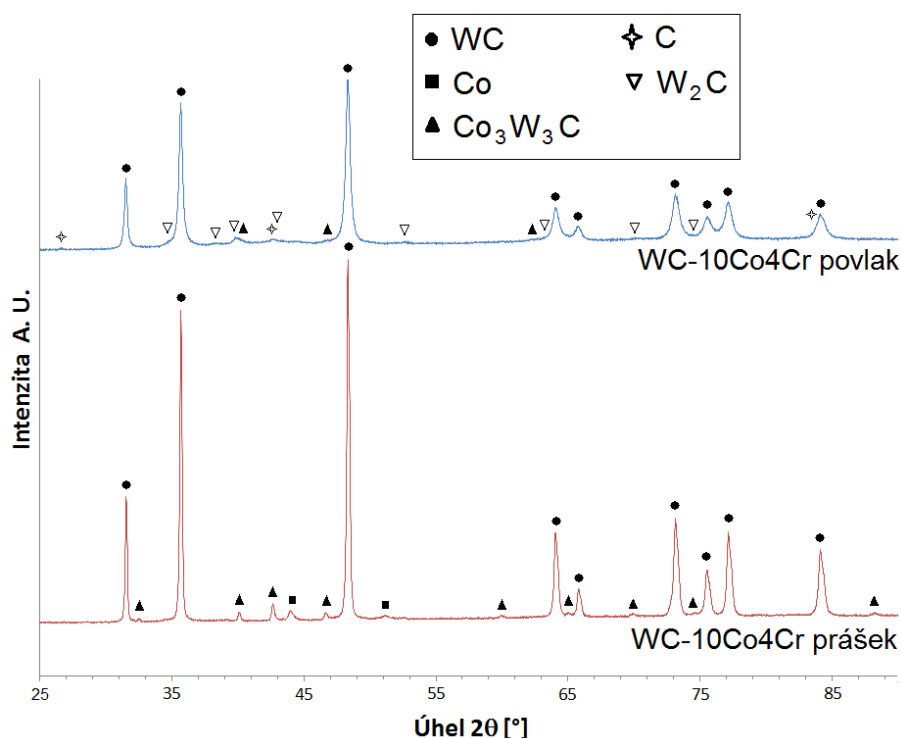 WC
C
Co
W₂C
Co₃W₃C
WC-10Co4Cr povlak
WC-10Co4Cr prášek
Intenzita A. U.
25 35 45 55 65 75 85
Úhel 2θ [°]